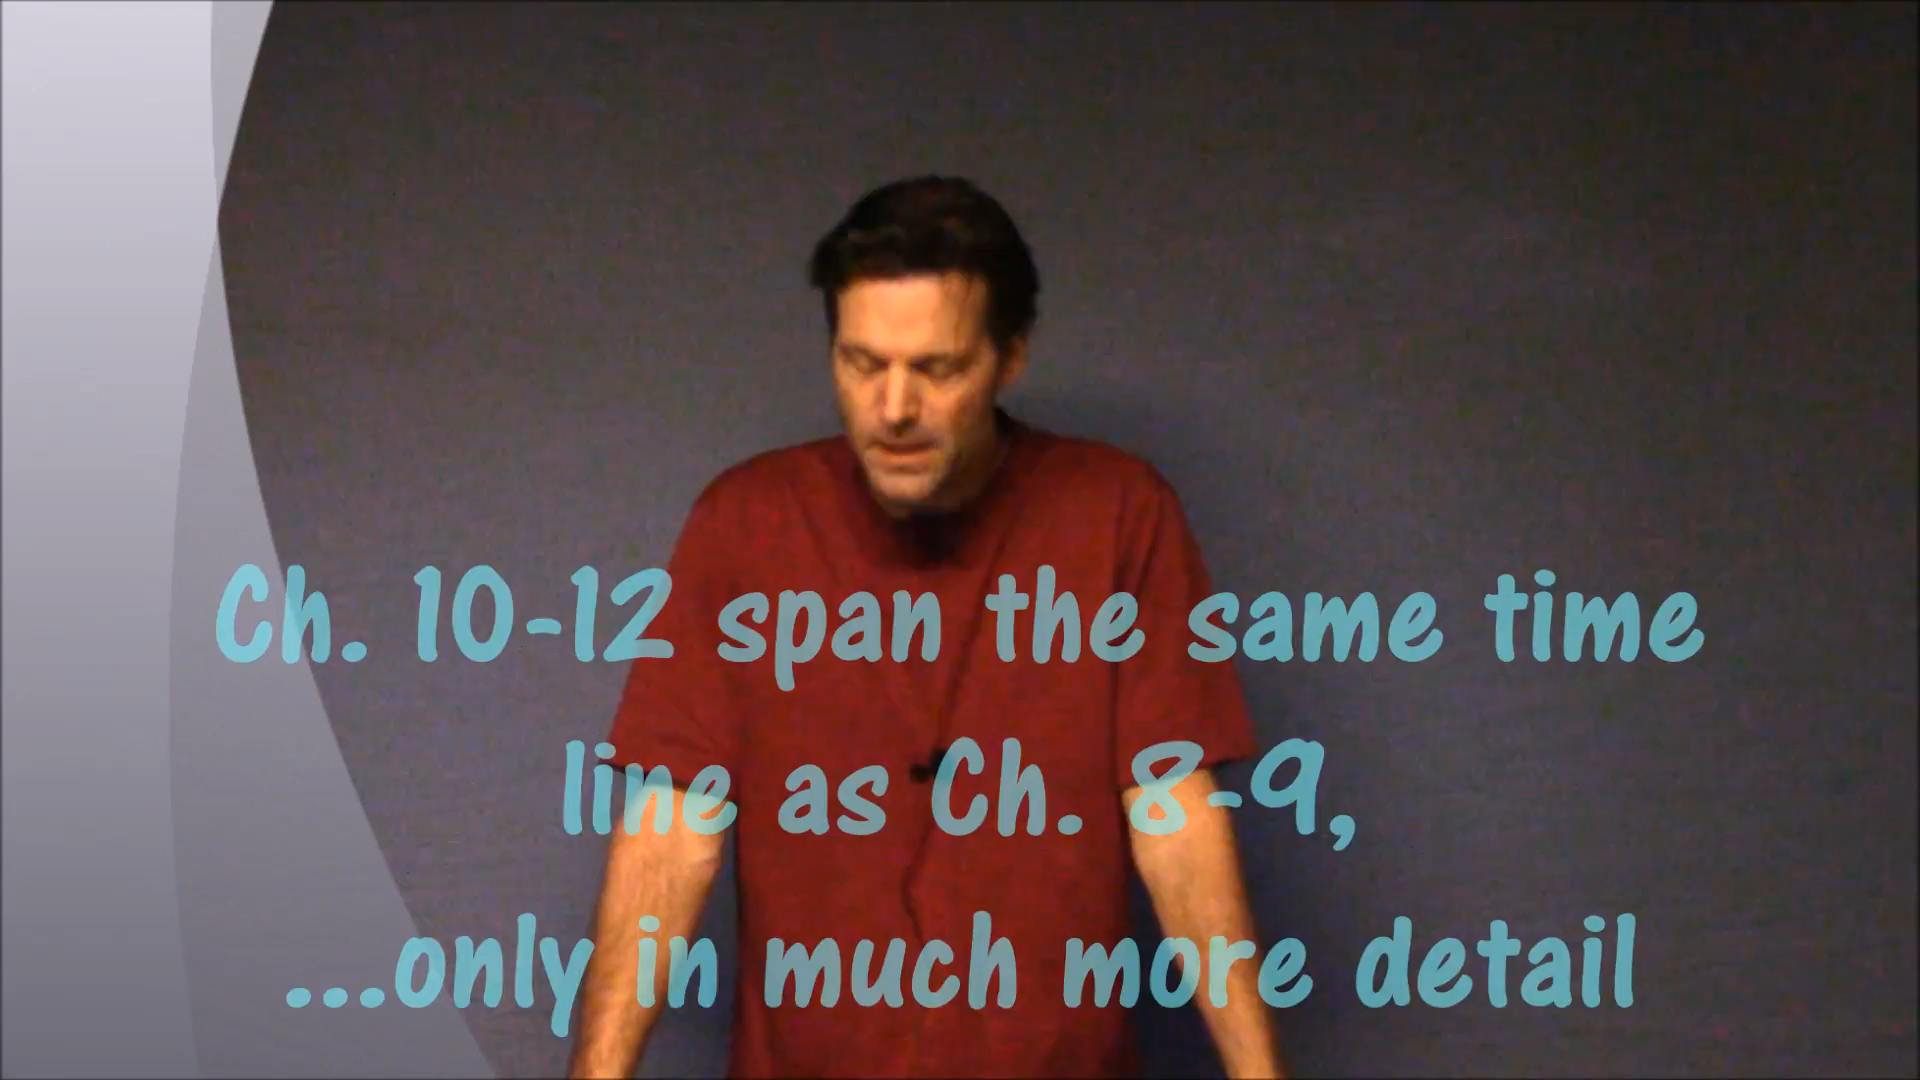 Ch. 10-12 span the same time
line as Ch. 8-9,
...only in much more detail